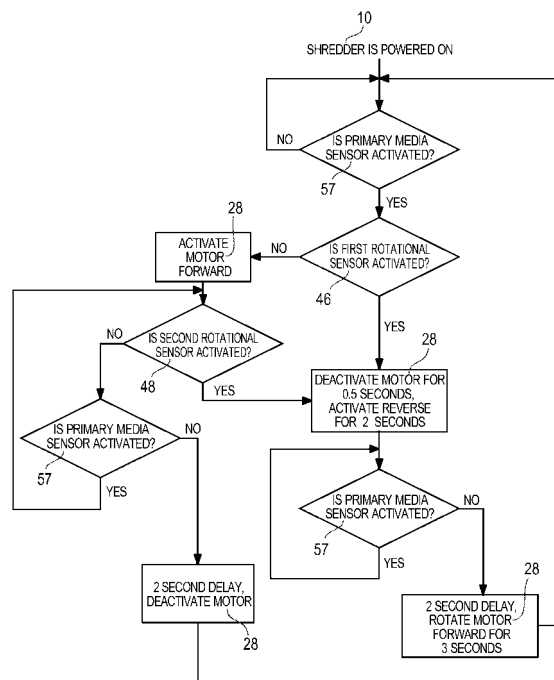 10
SHREDDER IS POWERED ON
NO
IS PRIMARY MEDIA
SENSOR ACTIVATED?
57
YES
28
ACTIVATE
MOTOR
FORWARD
NO
IS FIRST ROTATIONAL
SENSOR ACTIVATED?
46
YES
NO
IS SECOND ROTATIONAL
SENSOR ACTIVATED?
48
YES
28
DEACTIVATE MOTOR FOR
0.5 SECONDS,
ACTIVATE REVERSE
FOR 2 SECONDS
IS PRIMARY MEDIA
SENSOR ACTIVATED?
NO
57
YES
IS PRIMARY MEDIA
SENSOR ACTIVATED?
NO
57
YES
2 SECOND DELAY,
DEACTIVATE MOTOR
28
28
2 SECOND DELAY,
ROTATE MOTOR
FORWARD FOR
3 SECONDS